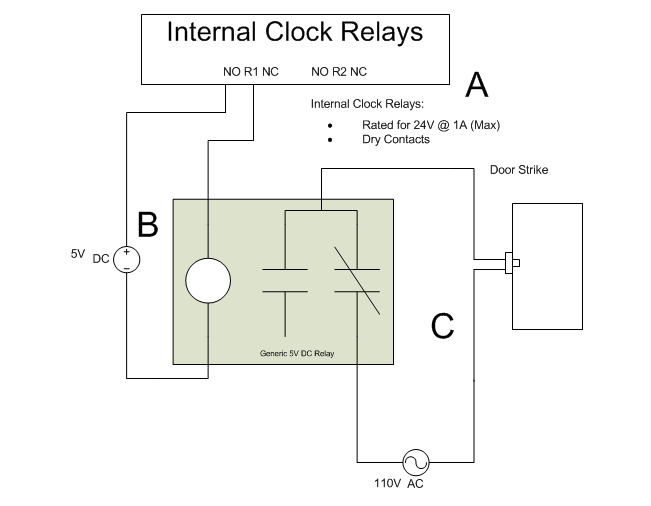 Internal Clock Relays
NO R1 NC NO R2 NC
A
Internal Clock Relays:
• Rated for 24V @ 1A (Max)
• Dry Contacts
Door Strike
B
5V DC
+
−
C
Generic 5V DC Relay
110V AC